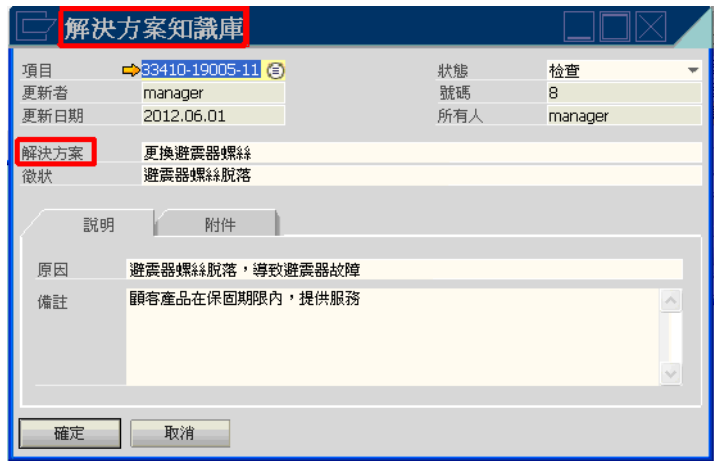 解決方案知識庫
項目 33410-19005-11 狀態 检查
更新者 manager 號碼 8
更新日期 2012.06.01 所有人 manager
解決方案 更換避震器螺絲
徵狀 避震器螺絲脫落
說明 附件
原因 避震器螺絲脫落，導致避震器故障
備註 顧客產品在保固期限內，提供服務
確定 取消